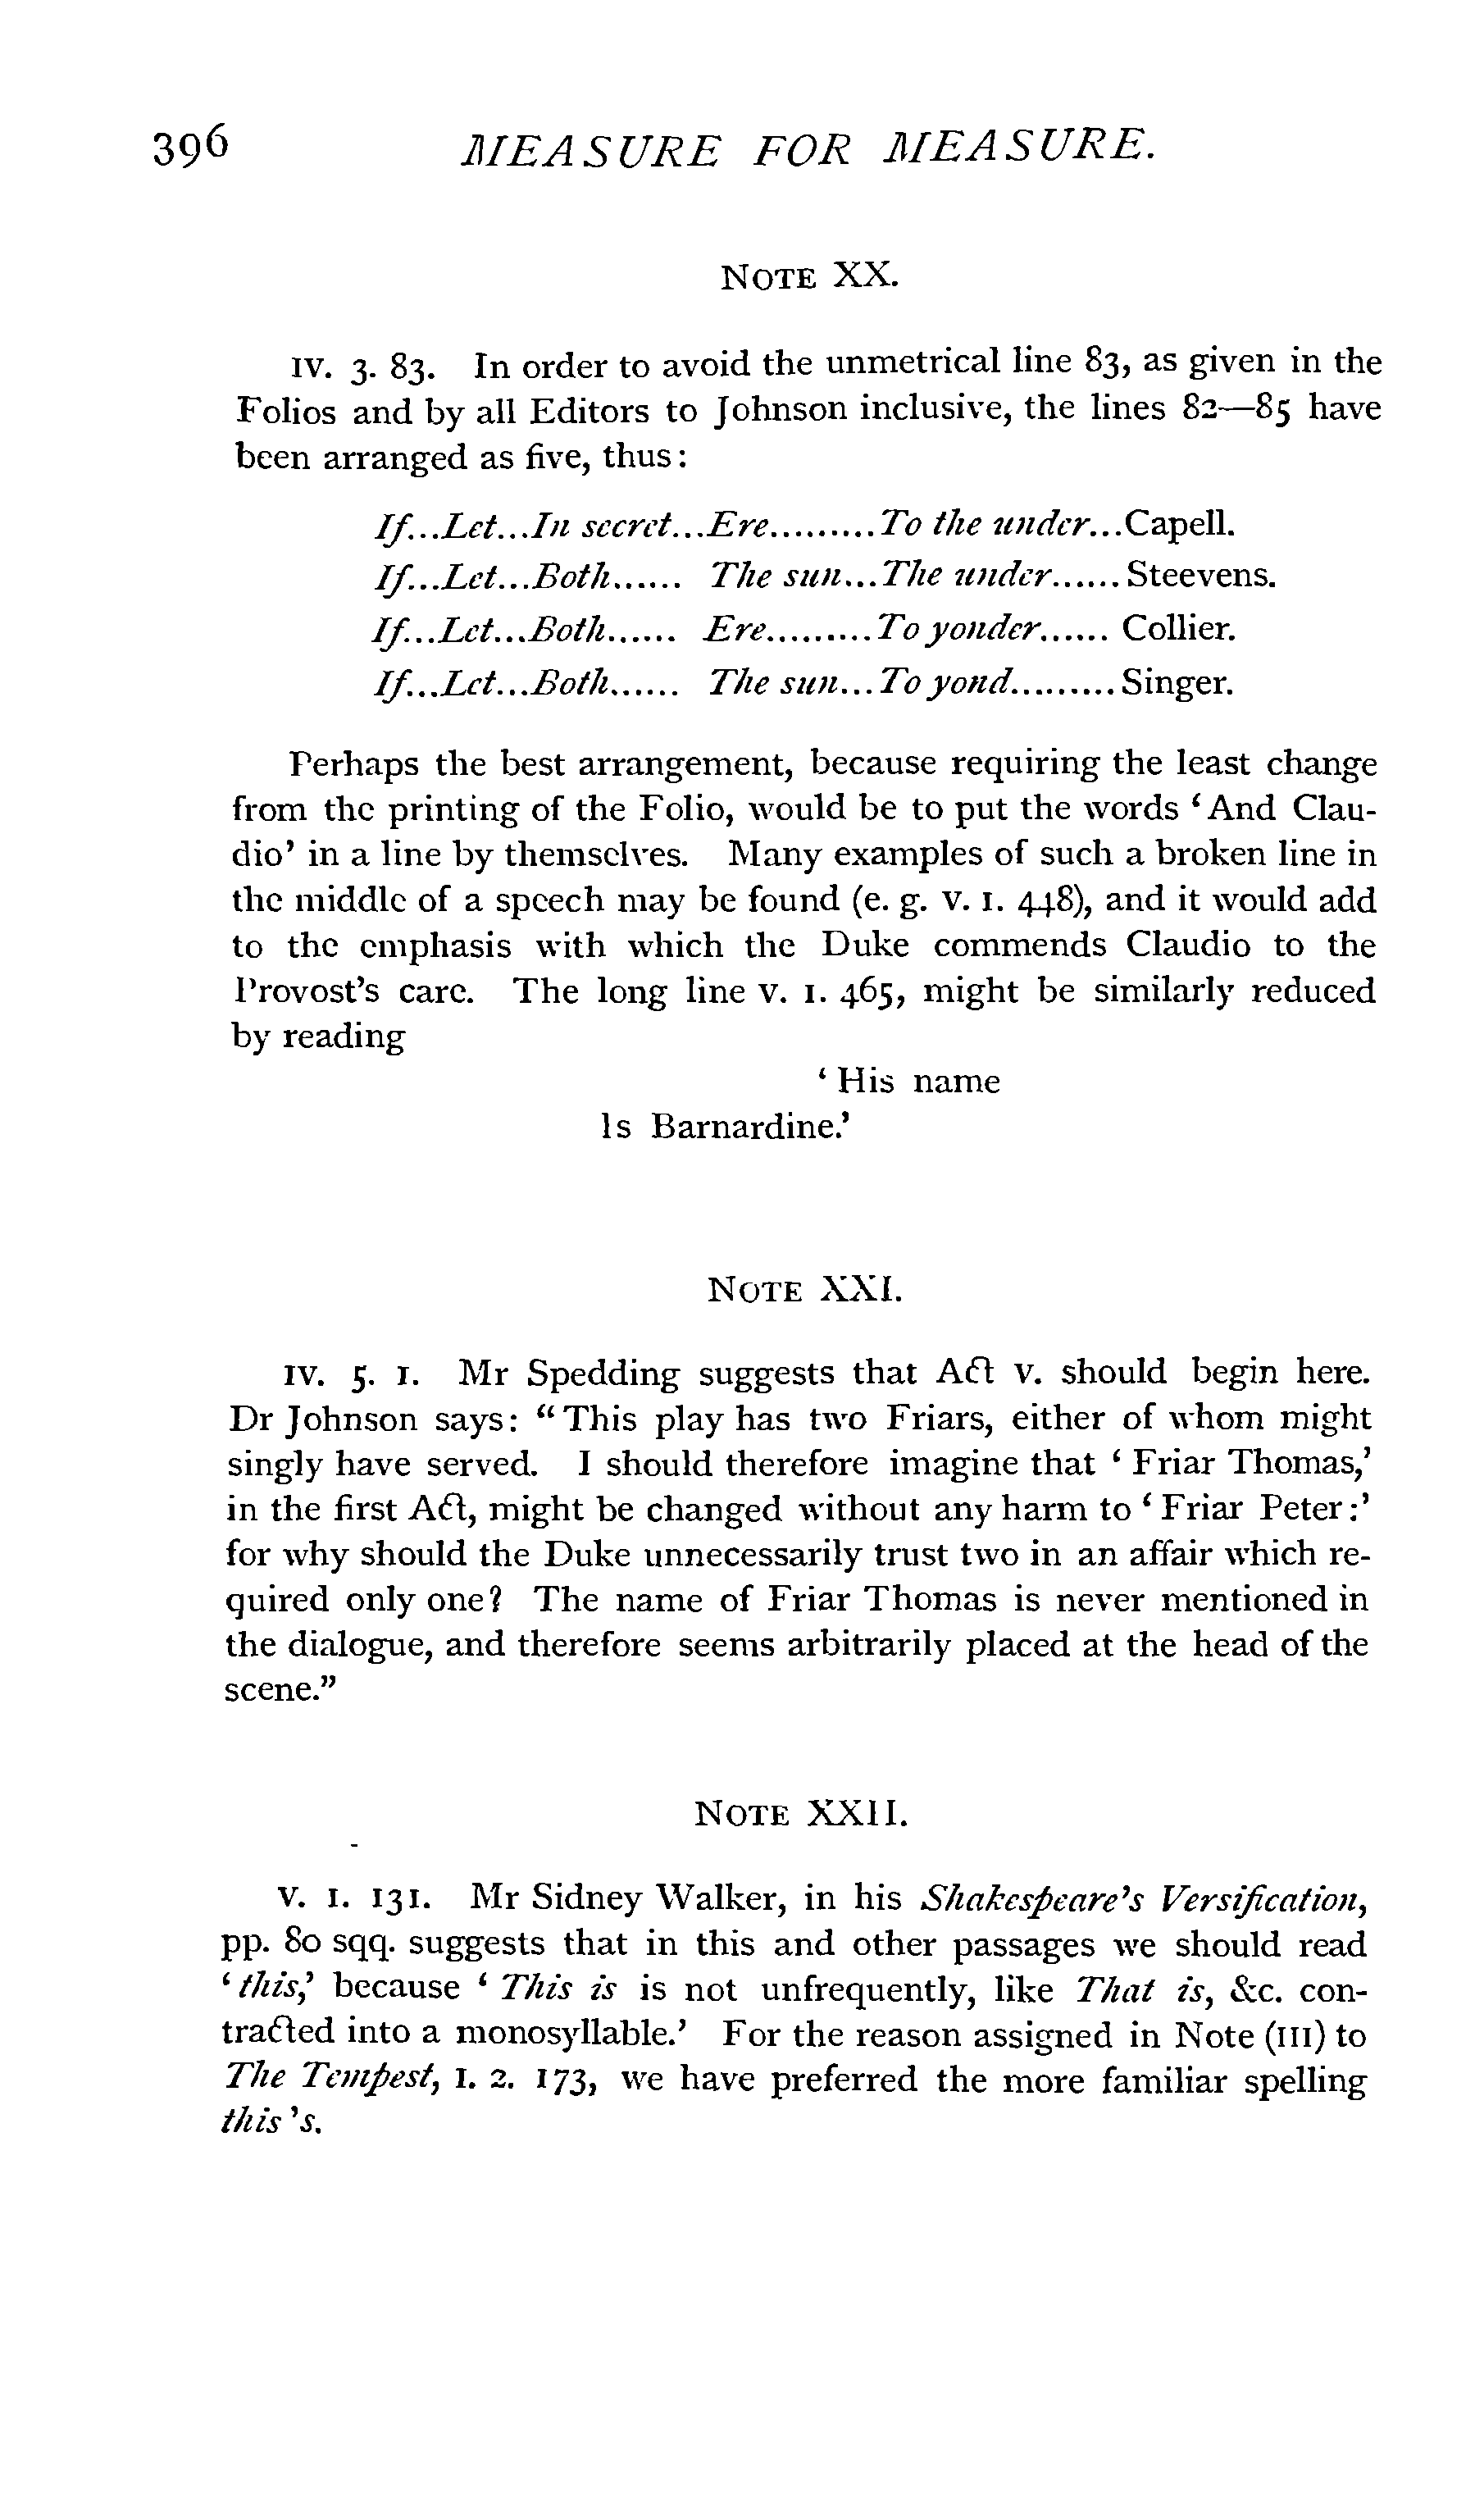 396 MEASURE FOR MEASURE.
NOTE XX.
IV. 3. 83. In order to avoid the unmetrical line 83, as given in the
Folios and by all Editors to Johnson inclusive, the lines 82—85 have
been arranged as five, thus:
If...Let...In secret...Ere.........To the under...Capell.
If...Let...Both...... The sun...The under......Steevens.
If...Let...Both...... Ere.........To yonder...... Collier.
If...Let...Both...... The sun...To yond.........Singer.
Perhaps the best arrangement, because requiring the least change
from the printing of the Folio, would be to put the words ‘And Clau-
dio’ in a line by themselves. Many examples of such a broken line in
the middle of a speech may be found (e. g. V. 1. 448), and it would add
to the emphasis with which the Duke commends Claudio to the
Provost’s care. The long line V. 1. 465, might be similarly reduced
by reading
‘His name
Is Barnardine.’
NOTE XXI.
IV. 5. 1. Mr Spedding suggests that Act V. should begin here.
Dr Johnson says: “This play has two Friars, either of whom might
singly have served. I should therefore imagine that ‘Friar Thomas,’
in the first Act, might be changed without any harm to ‘Friar Peter:’
for why should the Duke unnecessarily trust two in an affair which re-
quired only one? The name of Friar Thomas is never mentioned in
the dialogue, and therefore seems arbitrarily placed at the head of the
scene.”
NOTE XXII.
V. 1. 131. Mr Sidney Walker, in his Shakespeare’s Versification,
pp. 80 sqq. suggests that in this and other passages we should read
‘this,’ because ‘This is is not unfrequently, like That is, &c. con-
tracted into a monosyllable.’ For the reason assigned in Note (III) to
The Tempest, I. 2. 173, we have preferred the more familiar spelling
this ’s.